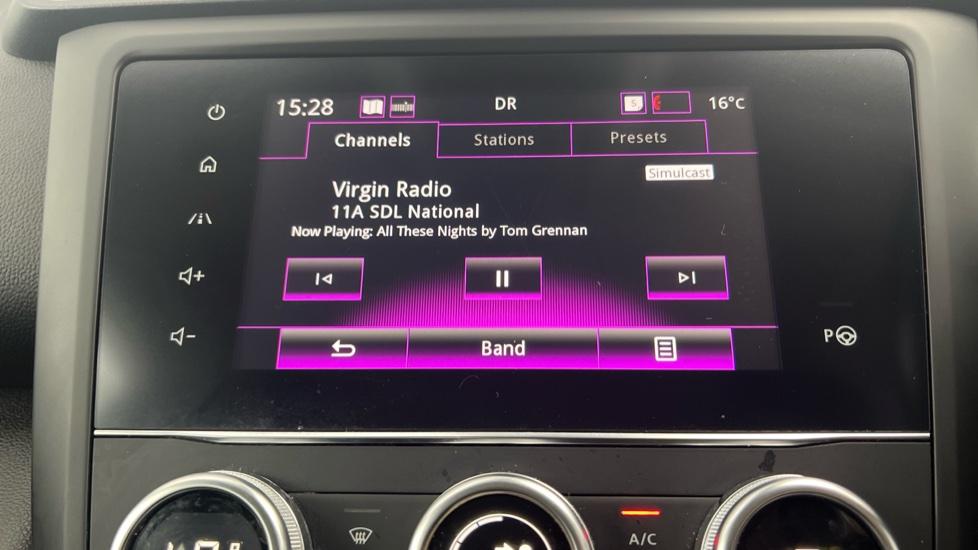 15:28 DR S 16°C
Channels Stations Presets
Simulcast
Virgin Radio
11A SDL National
Now Playing: All These Nights by Tom Grennan
Band
P
A/C